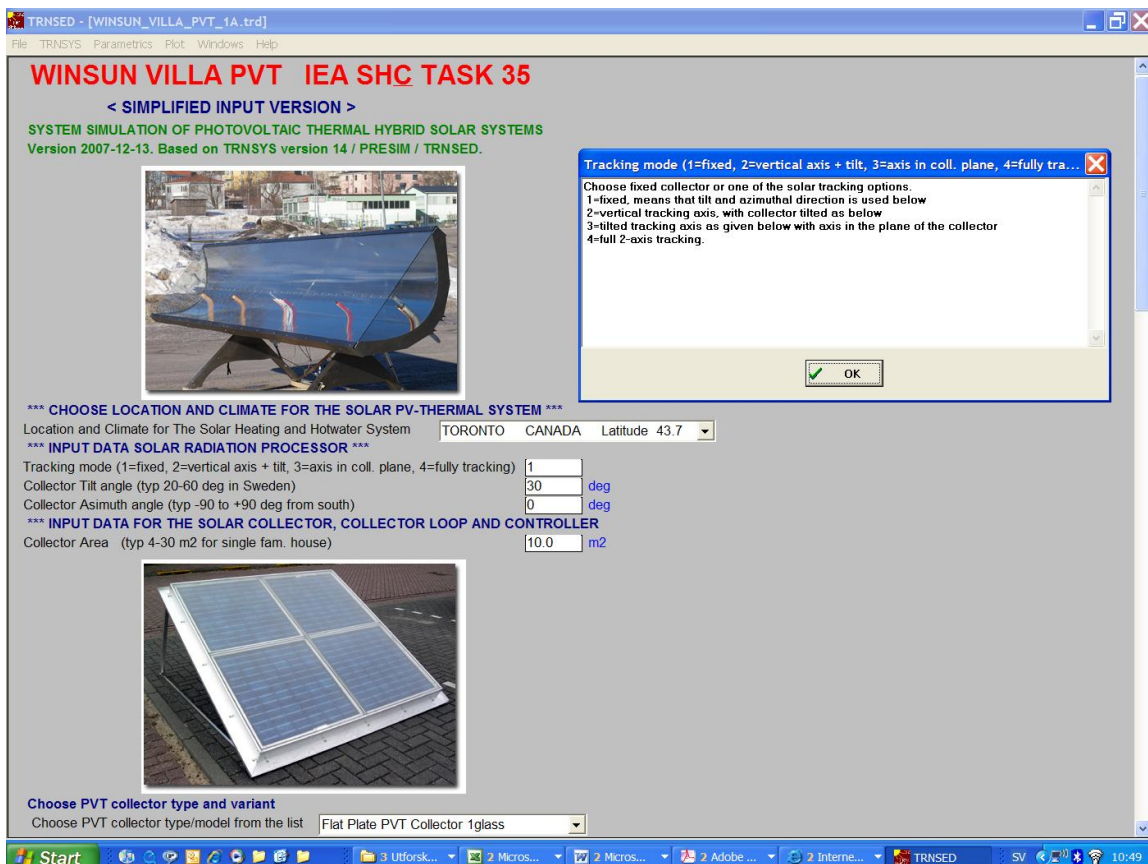 TRNSED - [WINSUN_VILLA_PVT_1A.trd]
File TRNSYS Parametrics Plot Windows Help
WINSUN VILLA PVT IEA SHC TASK 35
< SIMPLIFIED INPUT VERSION >
SYSTEM SIMULATION OF PHOTOVOLTAIC THERMAL HYBRID SOLAR SYSTEMS
Version 2007-12-13. Based on TRNSYS version 14 / PRESIM / TRNSED.
Tracking mode (1=fixed, 2=vertical axis + tilt, 3=axis in coll. plane, 4=fully tra...
Choose fixed collector or one of the solar tracking options.
1=fixed, means that tilt and azimuthal direction is used below
2=vertical tracking axis, with collector tilted as below
3=tilted tracking axis as given below with axis in the plane of the collector
4=full 2-axis tracking.
OK
*** CHOOSE LOCATION AND CLIMATE FOR THE SOLAR PV-THERMAL SYSTEM ***
Location and Climate for The Solar Heating and Hotwater System TORONTO CANADA Latitude 43.7
*** INPUT DATA SOLAR RADIATION PROCESSOR ***
Tracking mode (1=fixed, 2=vertical axis + tilt, 3=axis in coll. plane, 4=fully tracking) 1
Collector Tilt angle (typ 20-60 deg in Sweden) 30 deg
Collector Asimuth angle (typ -90 to +90 deg from south) 0 deg
*** INPUT DATA FOR THE SOLAR COLLECTOR, COLLECTOR LOOP AND CONTROLLER
Collector Area (typ 4-30 m2 for single fam. house) 10.0 m2
Choose PVT collector type and variant
Choose PVT collector type/model from the list Flat Plate PVT Collector 1glass
Start 3 Utforsk... 2 Micros... 2 Micros... 2 Adobe ... 2 Interne... TRNSED SV 10:49